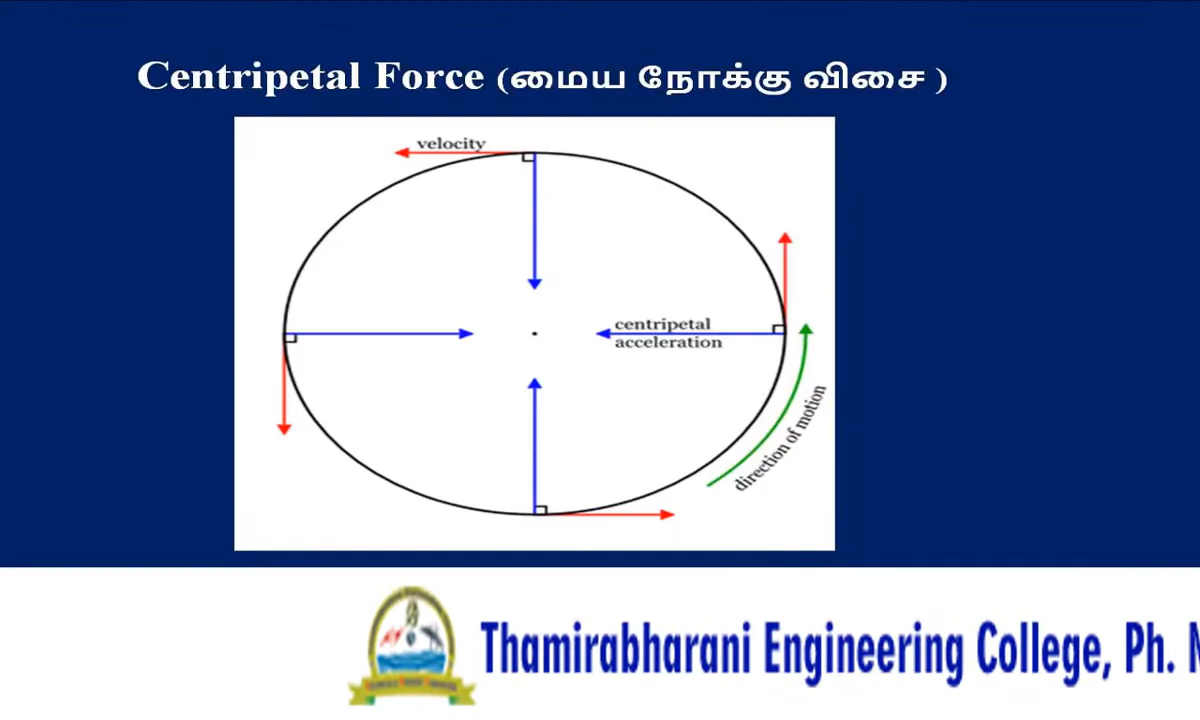 Centripetal Force (மைய நோக்கு விசை )
velocity
centripetal
acceleration
direction of motion
Thamirabharani Engineering College, Ph.